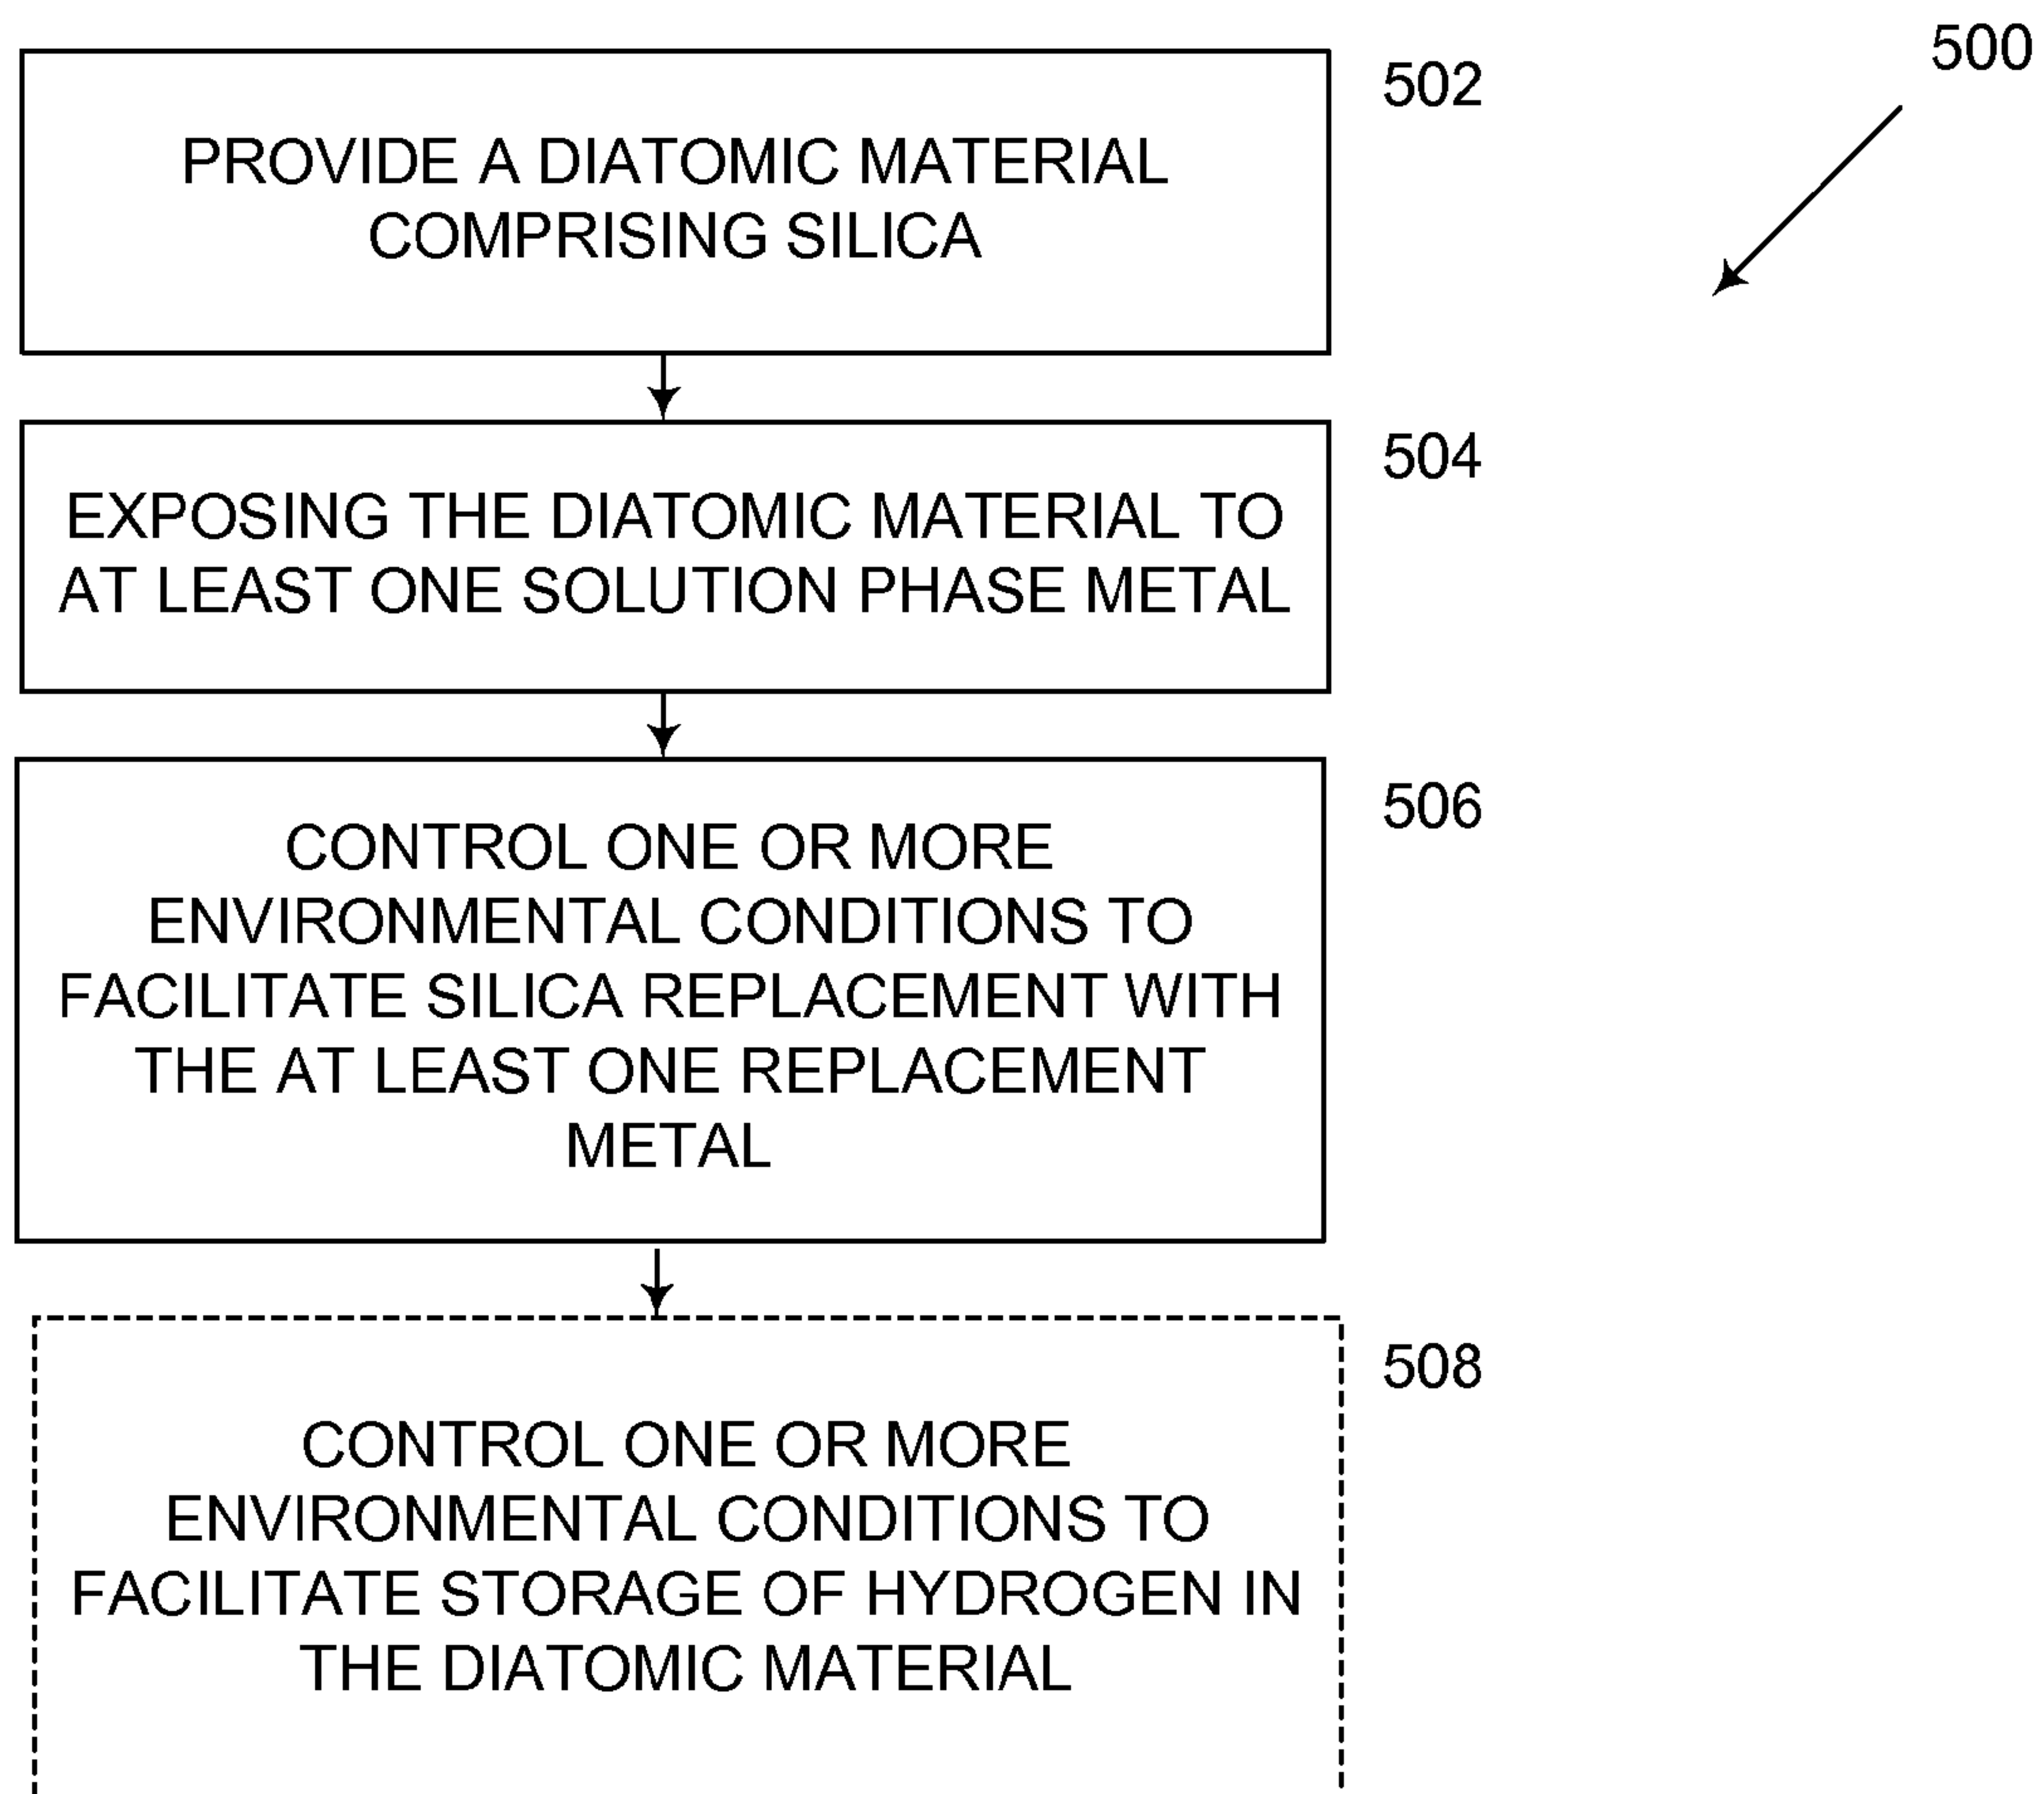 500
502
PROVIDE A DIATOMIC MATERIAL
COMPRISING SILICA
504
EXPOSING THE DIATOMIC MATERIAL TO
AT LEAST ONE SOLUTION PHASE METAL
506
CONTROL ONE OR MORE
ENVIRONMENTAL CONDITIONS TO
FACILITATE SILICA REPLACEMENT WITH
THE AT LEAST ONE REPLACEMENT
METAL
508
CONTROL ONE OR MORE
ENVIRONMENTAL CONDITIONS TO
FACILITATE STORAGE OF HYDROGEN IN
THE DIATOMIC MATERIAL